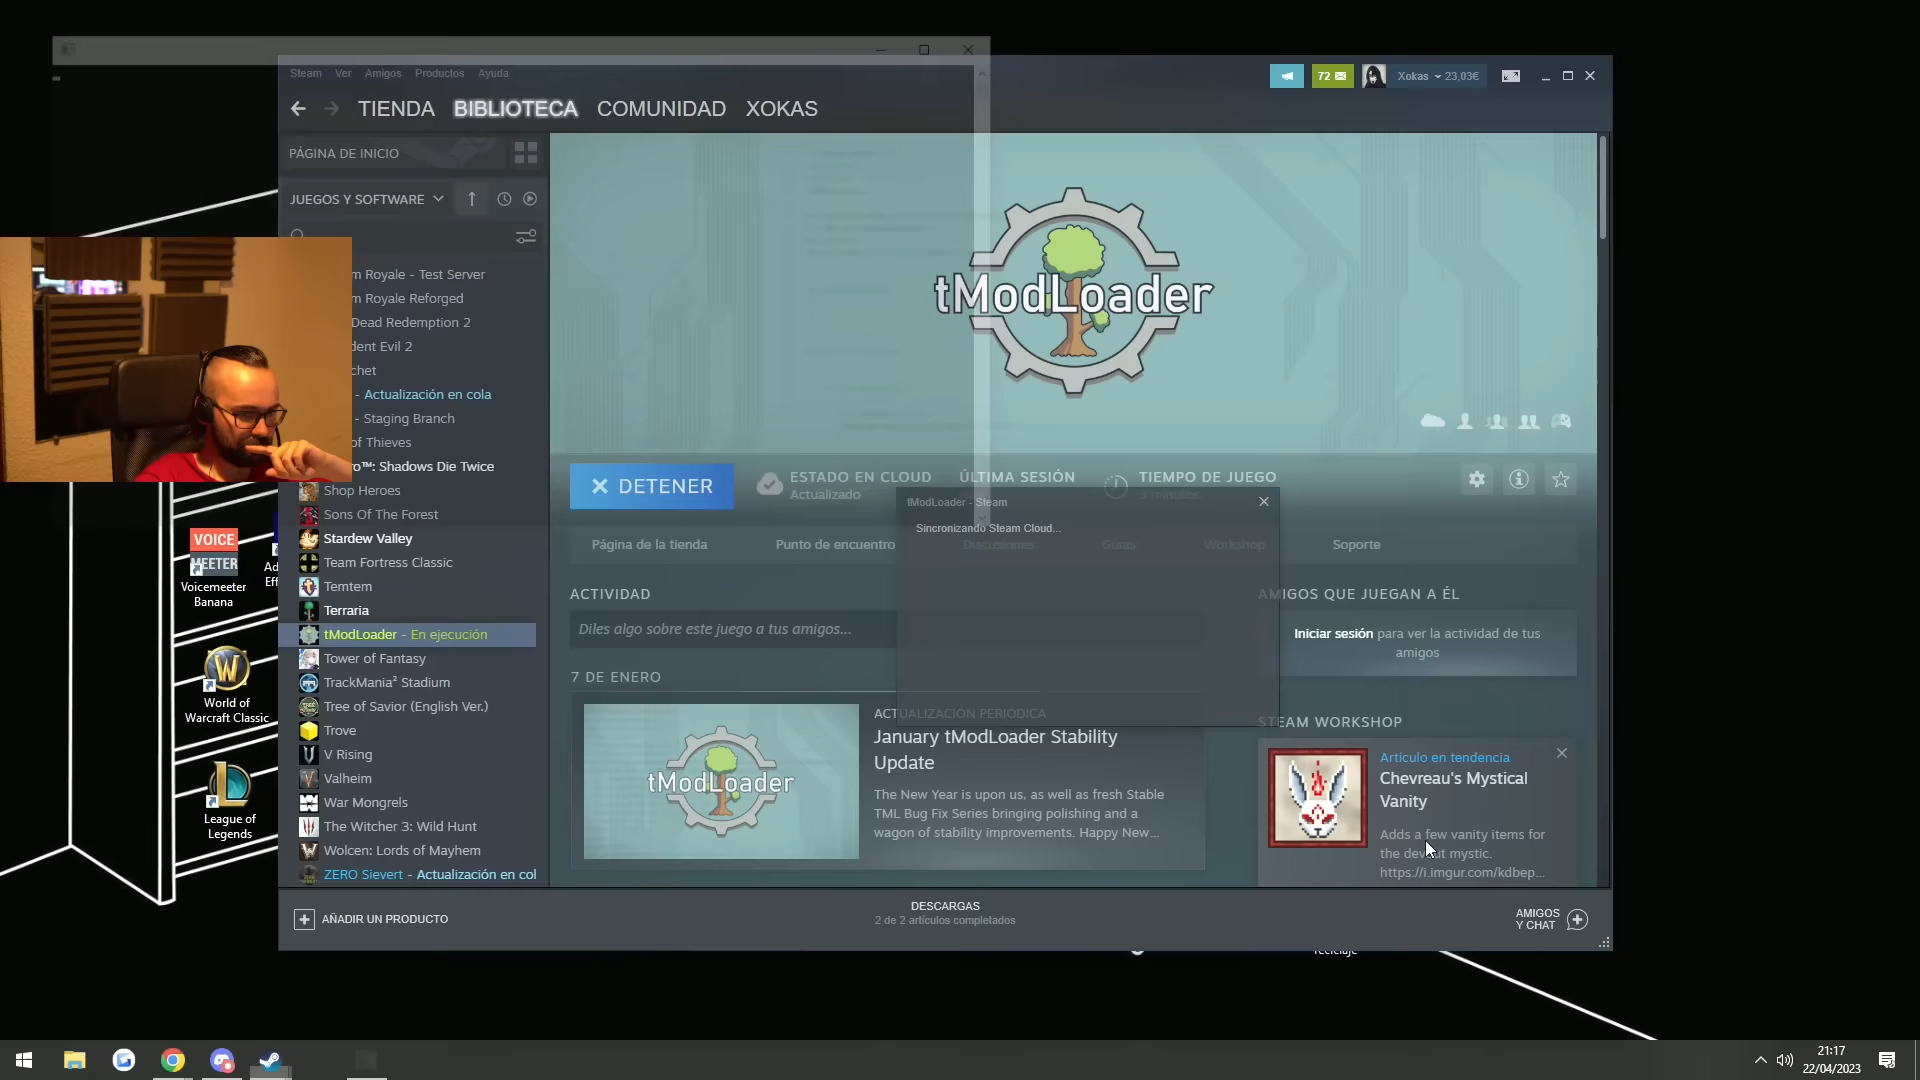 Steam Ver Amigos Productos Ayuda
72
Xokas 23,03€
TIENDA BIBLIOTECA COMUNIDAD XOKAS
PÁGINA DE INICIO
JUEGOS Y SOFTWARE
m Royale - Test Server
m Royale Reforged
Dead Redemption 2
dent Evil 2
chet
- Actualización en cola
- Staging Branch
of Thieves
ro™: Shadows Die Twice
Shop Heroes
Sons Of The Forest
Stardew Valley
Team Fortress Classic
Temtem
Terraria
tModLoader - En ejecución
Tower of Fantasy
TrackMania² Stadium
Tree of Savior (English Ver.)
Trove
V Rising
Valheim
War Mongrels
The Witcher 3: Wild Hunt
Wolcen: Lords of Mayhem
ZERO Sievert - Actualización en col
AÑADIR UN PRODUCTO
tModLoader
DETENER
ESTADO EN CLOUD
Actualizado
ÚLTIMA SESIÓN
TIEMPO DE JUEGO
5 minutos
tModLoader - Steam
Sincronizando Steam Cloud...
Página de la tienda
Punto de encuentro
Discusiones
Guías
Workshop
Soporte
ACTIVIDAD
Diles algo sobre este juego a tus amigos...
7 DE ENERO
tModLoader
ACTUALIZACIÓN PERIÓDICA
January tModLoader Stability
Update
The New Year is upon us, as well as fresh Stable
TML Bug Fix Series bringing polishing and a
wagon of stability improvements. Happy New...
AMIGOS QUE JUEGAN A ÉL
Iniciar sesión para ver la actividad de tus
amigos
STEAM WORKSHOP
Artículo en tendencia
Chevreau's Mystical
Vanity
Adds a few vanity items for
the devout mystic.
https://i.imgur.com/kdbep...
DESCARGAS
2 de 2 artículos completados
AMIGOS
Y CHAT
VOICE
MEETER
Voicemeeter
Banana
Ad
Eff
World of
Warcraft Classic
League of
Legends
reciclaje
21:17
22/04/2023